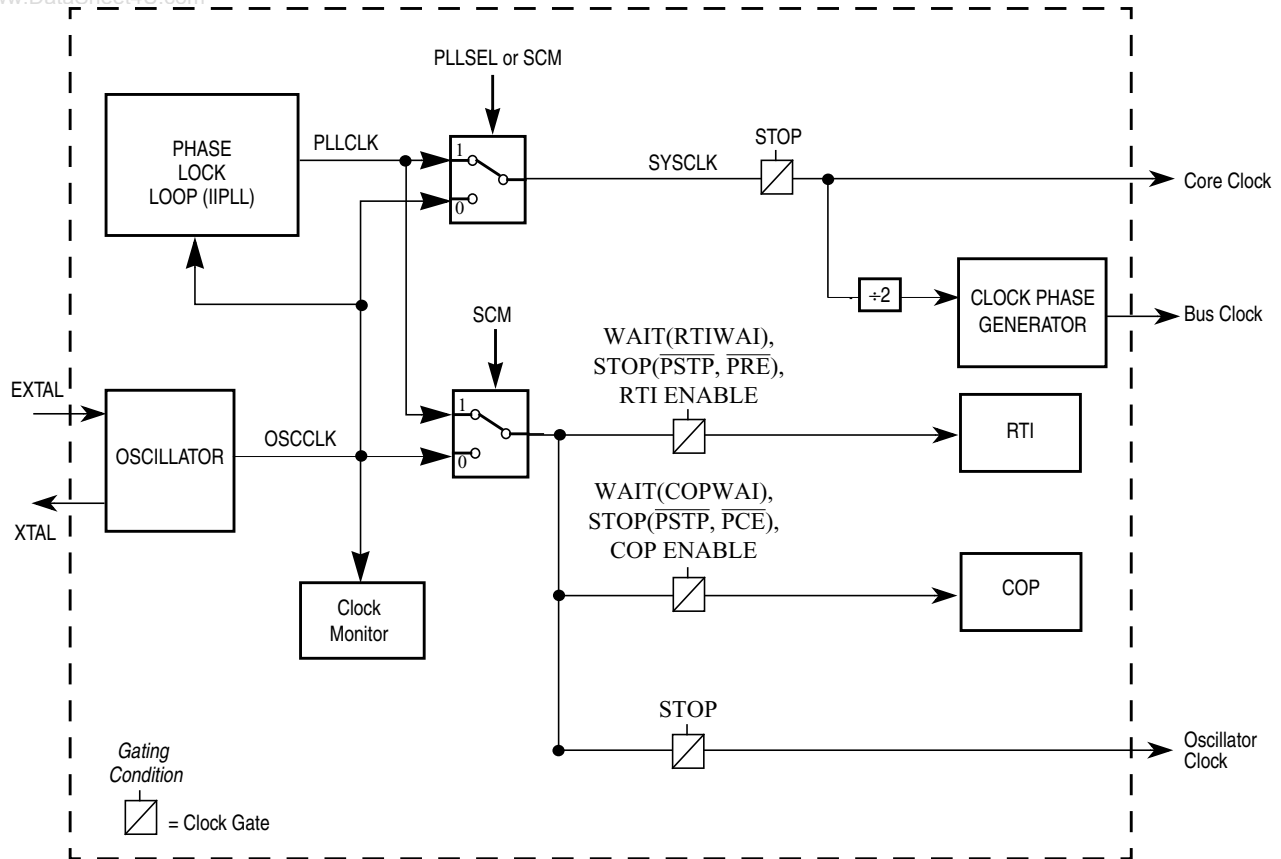 PLLSEL or SCM
PHASE
LOCK
LOOP (IIPLL)
PLLCLK
1
0
SYSCLK
STOP
Core Clock
÷2
CLOCK PHASE
GENERATOR
Bus Clock
SCM
WAIT(RTIWAI),
STOP(PSTP, PRE),
RTI ENABLE
EXTAL
OSCILLATOR
XTAL
OSCCLK
1
0
RTI
WAIT(COPWAI),
STOP(PSTP, PCE),
COP ENABLE
COP
Clock
Monitor
STOP
Oscillator
Clock
Gating
Condition
= Clock Gate